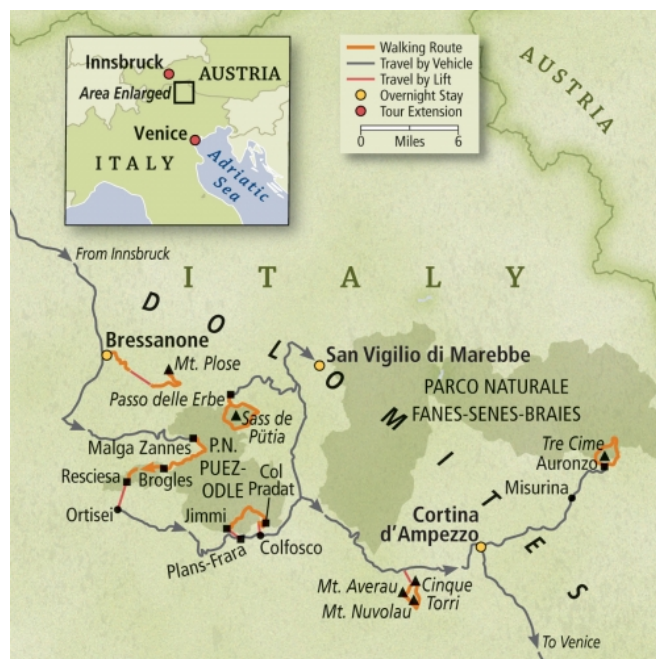 Innsbruck
AUSTRIA
Area Enlarged
Venice
ITALY
Adriatic
Sea
Walking Route
Travel by Vehicle
Travel by Lift
Overnight Stay
Tour Extension
0 6
Miles
AUSTRIA
From Innsbruck
ITALY
DOLOMITES
Bressanone
Mt. Plose
San Vigilio di Marebbe
Passo delle Erbe
PARCO NATURALE
FANES-SENES-BRAIES
Sass de
Pütia
Malga Zannes
P.N.
PUEZ-
ODLE
Tre Cime
Auronzo
Resciesa
Brogles
Col
Pradat
Misurina
Ortisei
Jimmi
Cortina
d'Ampezzo
Plans-Frara
Colfosco
Mt. Averau
Cinque
Torri
Mt. Nuvolau
To Venice